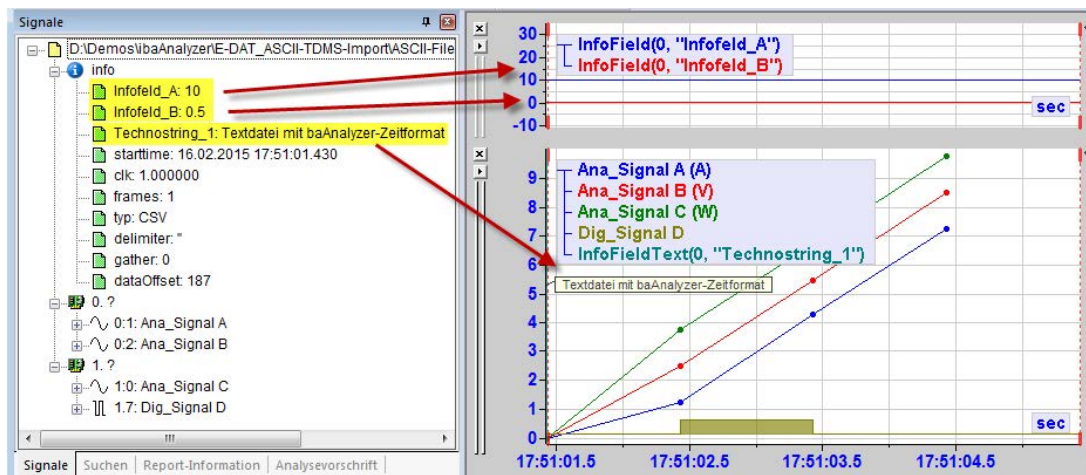 Signale
D:\Demos\ibaAnalyzer\E-DAT_ASCII-TDMS-Import\ASCII-File
info
Infofeld_A: 10
Infofeld_B: 0.5
Technostring_1: Textdatei mit baAnalyzer-Zeitformat
starttime: 16.02.2015 17:51:01.430
clk: 1.000000
frames: 1
typ: CSV
delimiter: "
gather: 0
dataOffset: 187
0. ?
0:1: Ana_Signal A
0:2: Ana_Signal B
1. ?
1:0: Ana_Signal C
1.7: Dig_Signal D
Signale Suchen Report-Information Analysevorschrift
30
20
10
0
-10
InfoField(0, "Infofeld_A")
InfoField(0, "Infofeld_B")
sec
9
8
7
6
5
4
3
2
1
0
Ana_Signal A (A)
Ana_Signal B (V)
Ana_Signal C (W)
Dig_Signal D
InfoFieldText(0, "Technostring_1")
Textdatei mit baAnalyzer-Zeitformat
sec
17:51:01.5 17:51:02.5 17:51:03.5 17:51:04.5